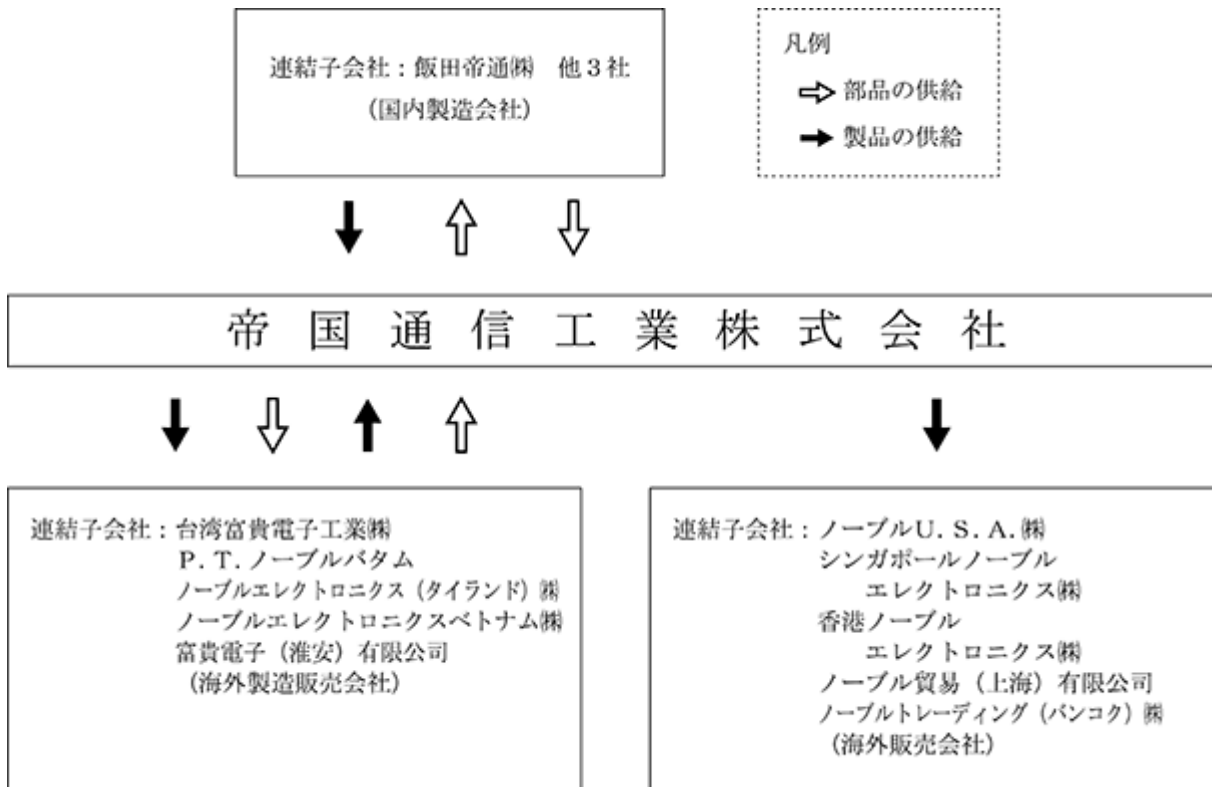 連結子会社：飯田帝通㈱　他３社
（国内製造会社）
凡例
部品の供給
製品の供給
帝国通信工業株式会社
連結子会社：台湾富貴電子工業㈱
Ｐ．Ｔ．ノーブルバタム
ノーブルエレクトロニクス（タイランド）㈱
ノーブルエレクトロニクスベトナム㈱
富貴電子（淮安）有限公司
（海外製造販売会社）
連結子会社：ノーブルＵ．Ｓ．Ａ．㈱
シンガポールノーブル
エレクトロニクス㈱
香港ノーブル
エレクトロニクス㈱
ノーブル貿易（上海）有限公司
ノーブルトレーディング（バンコク）㈱
（海外販売会社）